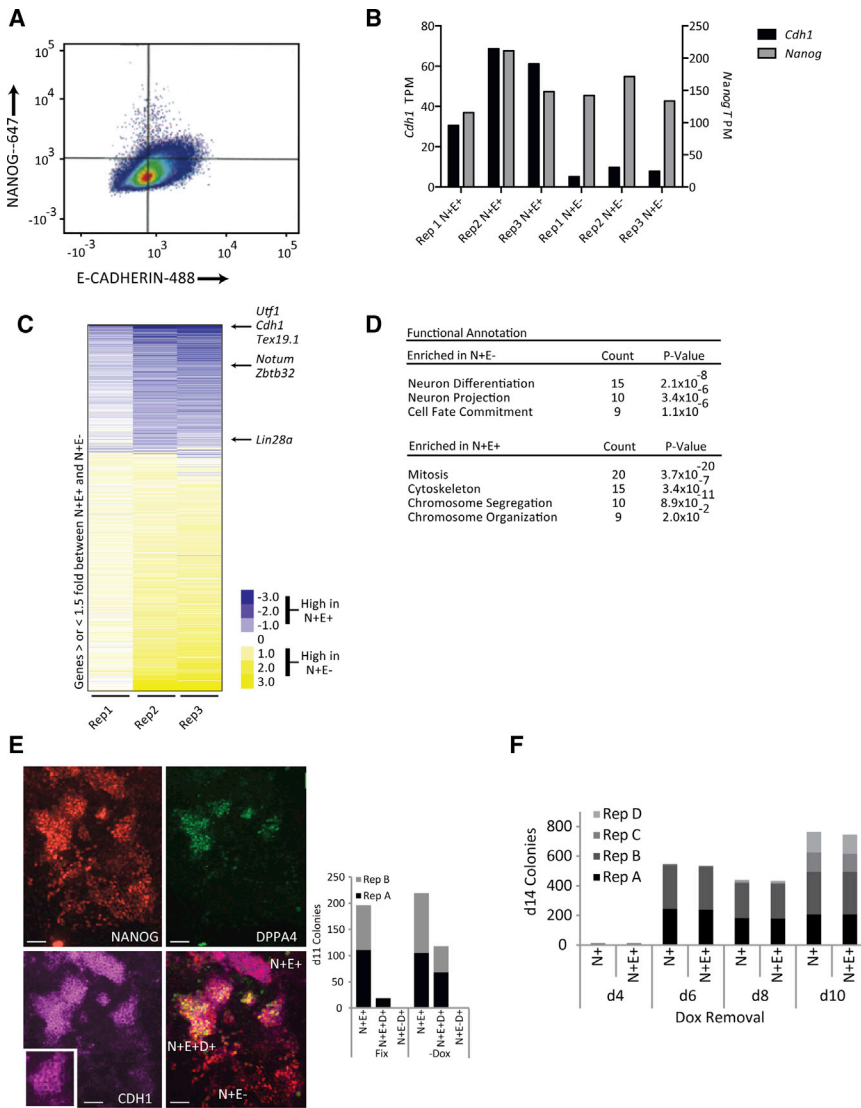 A
10^5
10^4
10^3
-10^3
NANOG--647
-10^3
10^3
10^4
10^5
E-CADHERIN-488
B
Cdh1
Nanog
80
60
40
20
0
Cdh1 TPM
250
200
150
100
50
0
Nanog TPM
Rep 1 N+E+
Rep2 N+E+
Rep3 N+E+
Rep1 N+E-
Rep2 N+E-
Rep3 N+E-
C
Utf1
Cdh1
Tex19.1
Notum
Zbtb32
Lin28a
Genes > or < 1.5 fold between N+E+ and N+E-
-3.0
-2.0
-1.0
0
1.0
2.0
3.0
High in
N+E+
High in
N+E-
Rep1
Rep2
Rep3
D
Functional Annotation
Enriched in N+E- Count P-Value
Neuron Differentiation 15 2.1x10^-8
Neuron Projection 10 3.4x10^-6
Cell Fate Commitment 9 1.1x10^-6
Enriched in N+E+ Count P-Value
Mitosis 20 3.7x10^-20
Cytoskeleton 15 3.4x10^-7
Chromosome Segregation 10 8.9x10^-11
Chromosome Organization 9 2.0x10^-2
E
NANOG
DPPA4
CDH1
N+E+
N+E+D+
N+E-
250
200
150
100
50
0
d11 Colonies
Rep B
Rep A
N+E+
N+E+D+
N+E-D+
N+E+
N+E+D+
N+E-D+
Fix
-Dox
F
800
600
400
200
0
d14 Colonies
Rep D
Rep C
Rep B
Rep A
N+
N+E+
N+
N+E+
N+
N+E+
N+
N+E+
d4
d6
d8
d10
Dox Removal